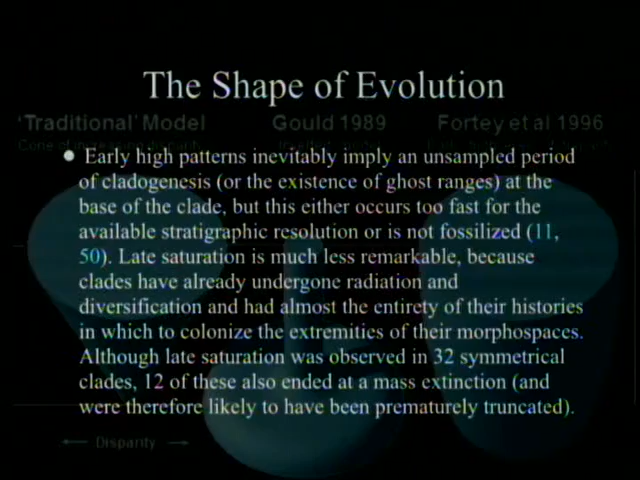 The Shape of Evolution
'Traditional' Model Gould 1989 Fortey et al 1996
Early high patterns inevitably imply an unsampled period
of cladogenesis (or the existence of ghost ranges) at the
base of the clade, but this either occurs too fast for the
available stratigraphic resolution or is not fossilized (11,
50). Late saturation is much less remarkable, because
clades have already undergone radiation and
diversification and had almost the entirety of their histories
in which to colonize the extremities of their morphospaces.
Although late saturation was observed in 32 symmetrical
clades, 12 of these also ended at a mass extinction (and
were therefore likely to have been prematurely truncated).
Disparity